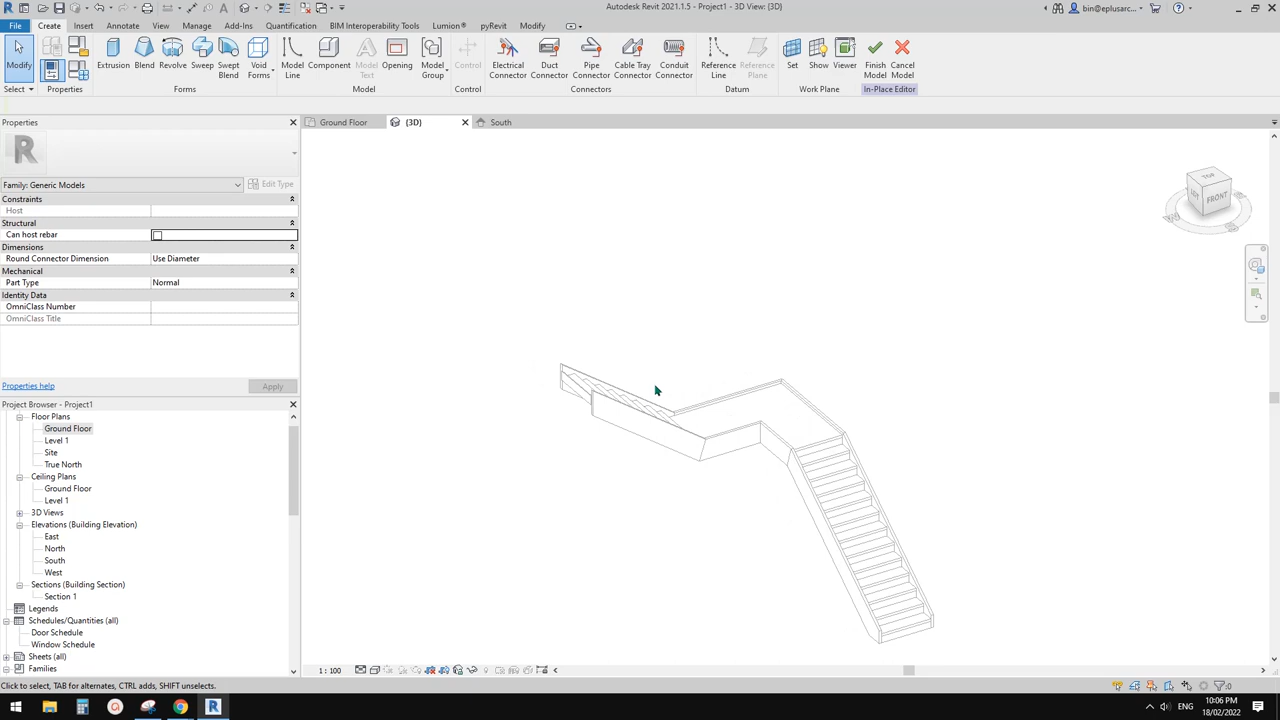 Autodesk Revit 2021.1.5 - Project1 - 3D View: {3D}
bin@eplusarc...
File Create Insert Annotate View Manage Add-Ins Quantification BIM Interoperability Tools Lumion® pyRevit Modify
Modify
Extrusion Blend Revolve Sweep Swept Blend Void Forms
Model Line Component Model Text Opening Model Group
Control
Electrical Connector Duct Connector Pipe Connector Cable Tray Connector Conduit Connector
Reference Line Reference Plane
Set Show Viewer
Finish Model Cancel Model
Select Properties Forms Model Control Connectors Datum Work Plane In-Place Editor
Properties
Ground Floor {3D} South
Family: Generic Models Edit Type
Constraints
Host
Structural
Can host rebar
Dimensions
Round Connector Dimension Use Diameter
Mechanical
Part Type Normal
Identity Data
OmniClass Number
OmniClass Title
Properties help Apply
TOP
LEFT FRONT
Project Browser - Project1
Floor Plans
Ground Floor
Level 1
Site
True North
Ceiling Plans
Ground Floor
Level 1
3D Views
Elevations (Building Elevation)
East
North
South
West
Sections (Building Section)
Section 1
Legends
Schedules/Quantities (all)
Door Schedule
Window Schedule
Sheets (all)
Families
1 : 100
Click to select, TAB for alternates, CTRL adds, SHIFT unselects.
:0
ENG
10:06 PM
18/02/2022